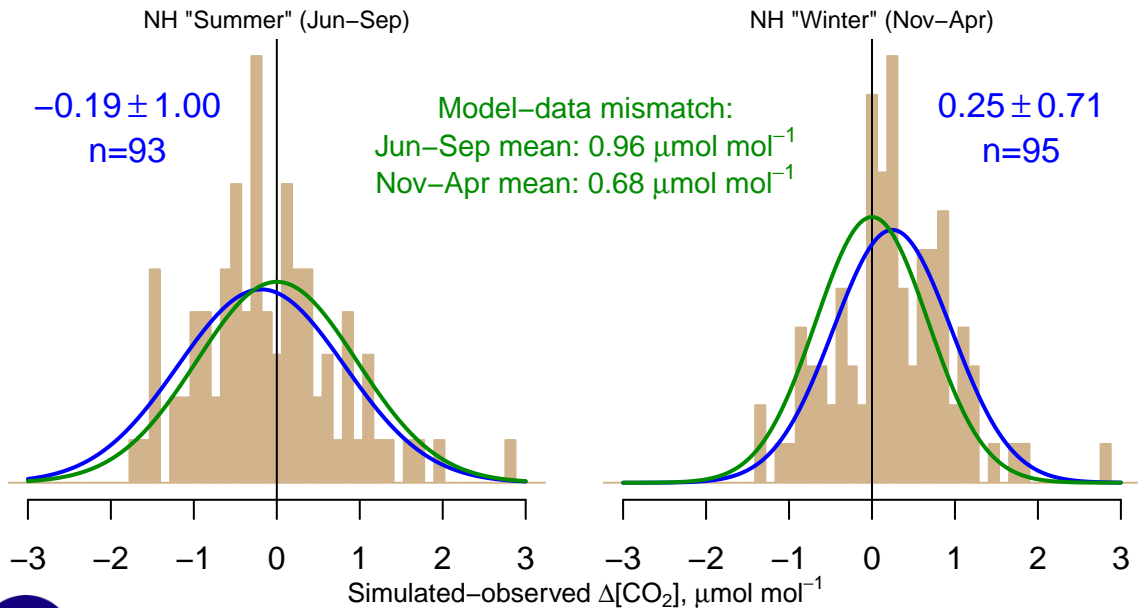 NH "Summer" (Jun−Sep)
NH "Winter" (Nov−Apr)
−0.19 ± 1.00
n=93
Model−data mismatch:
Jun−Sep mean: 0.96 μmol mol⁻¹
Nov−Apr mean: 0.68 μmol mol⁻¹
0.25 ± 0.71
n=95
−3 −2 −1 0 1 2 3
−3 −2 −1 0 1 2 3
Simulated−observed Δ[CO₂], μmol mol⁻¹